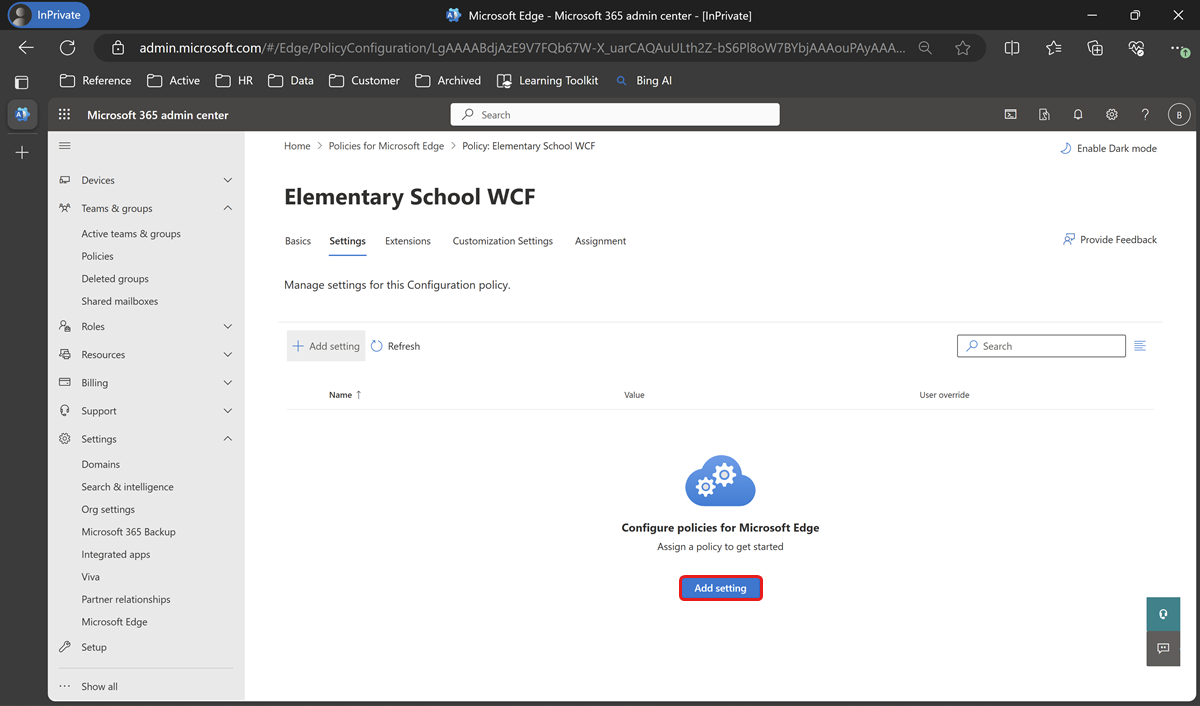 InPrivate
Microsoft Edge - Microsoft 365 admin center - [InPrivate]
admin.microsoft.com/#/Edge/PolicyConfiguration/LgAAAABdjAzE9V7FQb67W-X_uarCAQAuULth2Z-bS6Pl8oW7BYbjAAAouPAyAAA...
Reference
Active
HR
Data
Customer
Archived
Learning Toolkit
Bing AI
Microsoft 365 admin center
Search
B
Home > Policies for Microsoft Edge > Policy: Elementary School WCF
Enable Dark mode
Devices
Teams & groups
Active teams & groups
Policies
Deleted groups
Shared mailboxes
Roles
Resources
Billing
Support
Settings
Domains
Search & intelligence
Org settings
Microsoft 365 Backup
Integrated apps
Viva
Partner relationships
Microsoft Edge
Setup
Show all
Elementary School WCF
Basics
Settings
Extensions
Customization Settings
Assignment
Provide Feedback
Manage settings for this Configuration policy.
Add setting
Refresh
Search
Name ↑
Value
User override
Configure policies for Microsoft Edge
Assign a policy to get started
Add setting